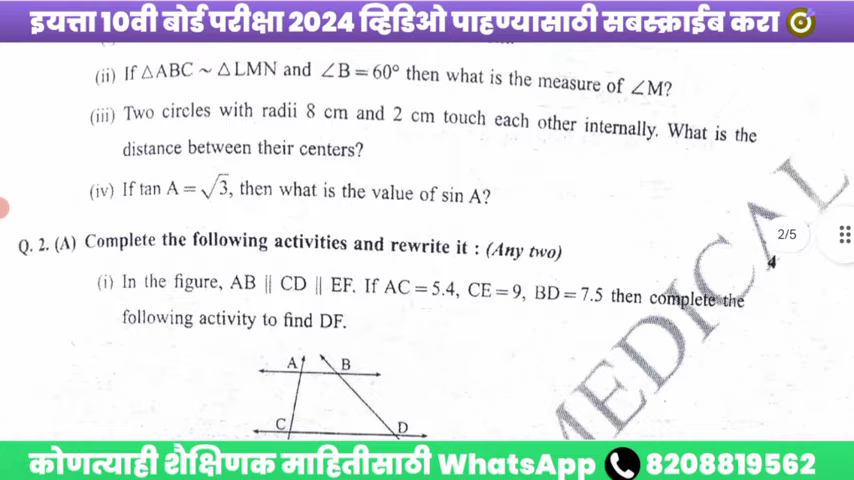 इयत्ता 10वी बोर्ड परीक्षा 2024 व्हिडिओ पाहण्यासाठी सबस्क्राईब करा
(ii) If △ABC ~ △LMN and ∠B = 60° then what is the measure of ∠M?
(iii) Two circles with radii 8 cm and 2 cm touch each other internally. What is the
distance between their centers?
(iv) If tan A = √3, then what is the value of sin A?
2/5
Q. 2. (A) Complete the following activities and rewrite it : (Any two)
4
(i) In the figure, AB || CD || EF. If AC = 5.4, CE = 9, BD = 7.5 then complete the
following activity to find DF.
A B
C D
MEDICAL
कोणत्याही शैक्षणिक माहितीसाठी WhatsApp 8208819562